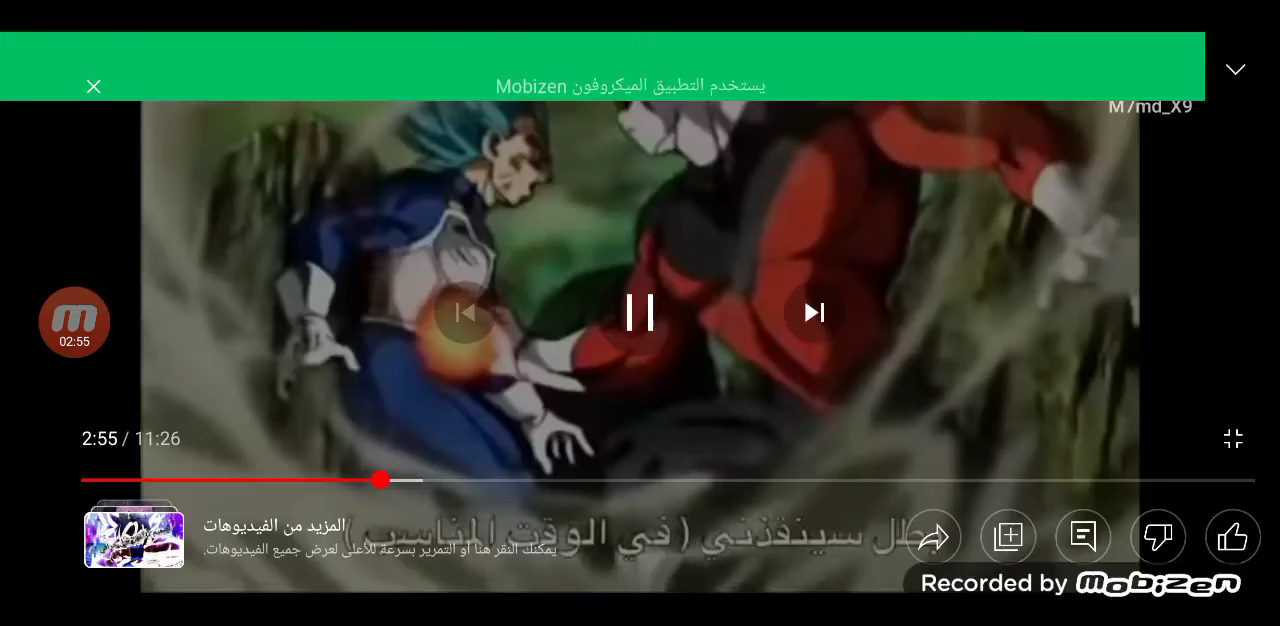 يستخدم التطبيق الميكروفون Mobizen
M7md_X9
02:55
2:55 / 11:26
المزيد من الفيديوهات
يمكنك النقر هنا أو التمرير بسرعة للأعلى لعرض جميع الفيديوهات.
بطل سينقذني (في الوقت المناسب)
Recorded by mobizen